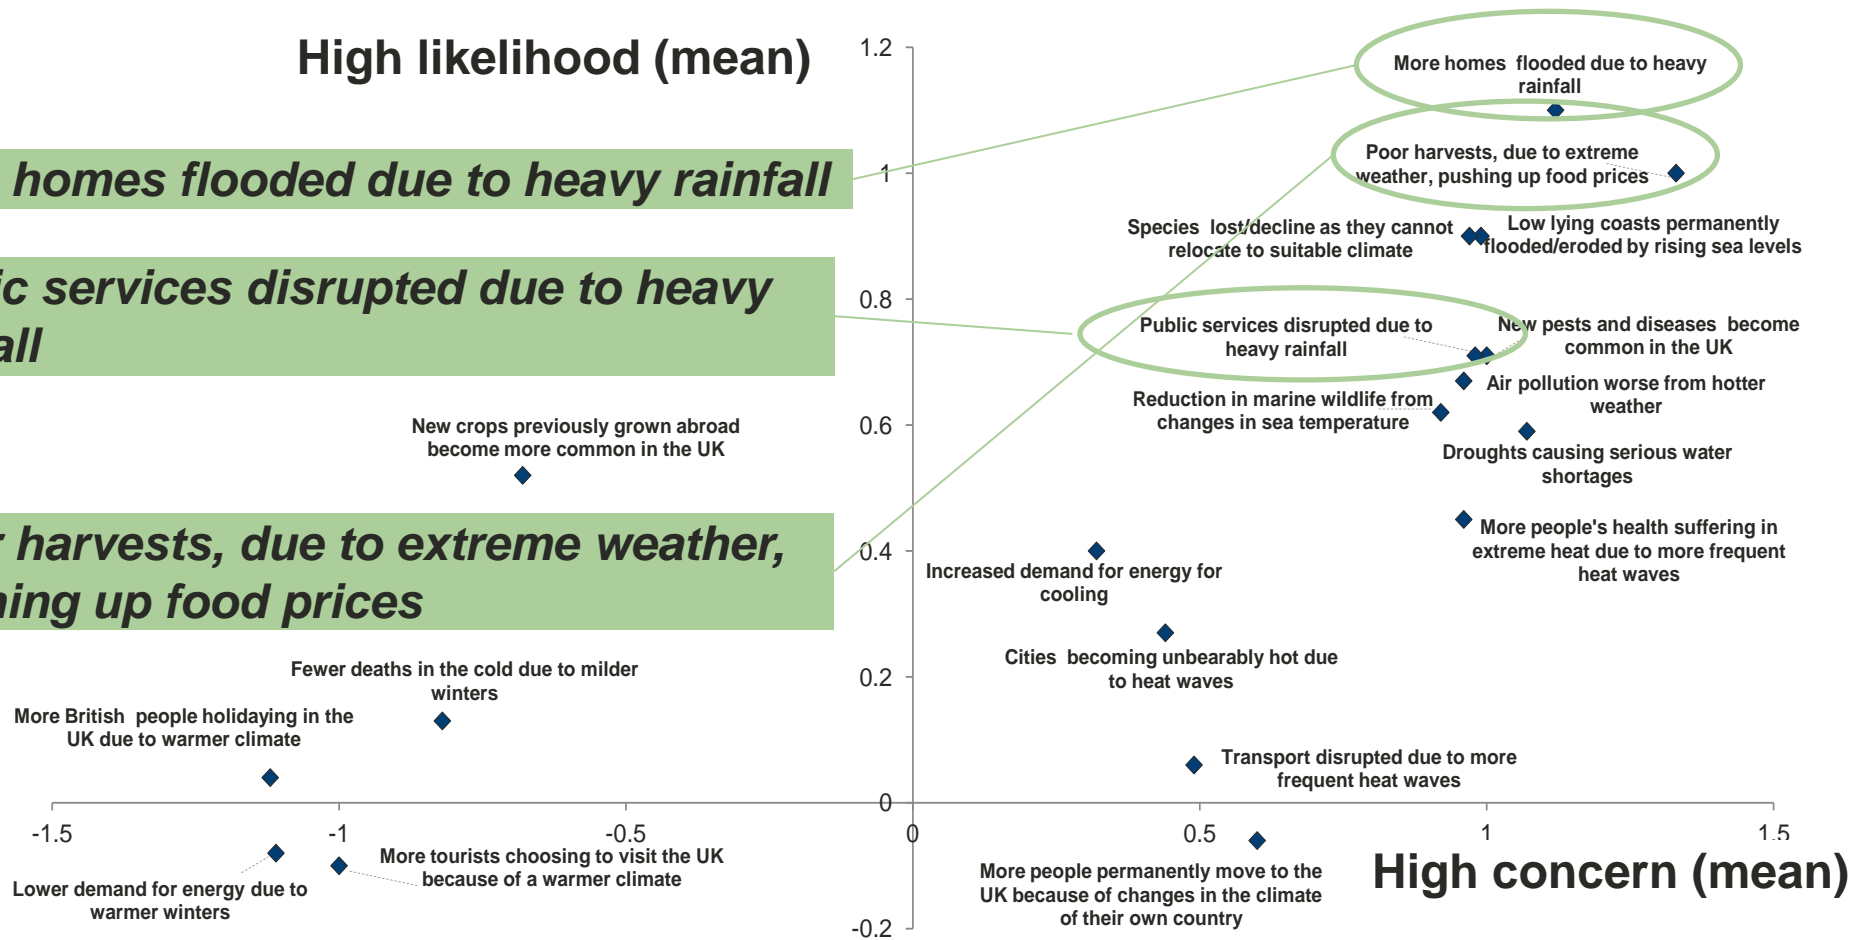 High likelihood (mean)
1.2
More homes flooded due to heavy
rainfall
homes flooded due to heavy rainfall
1
Poor harvests, due to extreme
weather, pushing up food prices
Species lost/decline as they cannot
relocate to suitable climate
Low lying coasts permanently
flooded/eroded by rising sea levels
services disrupted due to heavy
0.8
Public services disrupted due to
heavy rainfall
New pests and diseases become
common in the UK
Air pollution worse from hotter
weather
Reduction in marine wildlife from
changes in sea temperature
0.6
New crops previously grown abroad
become more common in the UK
Droughts causing serious water
shortages
harvests, due to extreme weather,
up food prices
0.4
More people's health suffering in
extreme heat due to more frequent
heat waves
Increased demand for energy for
cooling
Cities becoming unbearably hot due
to heat waves
0.2
Fewer deaths in the cold due to milder
winters
More British people holidaying in the
UK due to warmer climate
Transport disrupted due to more
frequent heat waves
0
-1.5
-1
-0.5
0
0.5
1
1.5
More tourists choosing to visit the UK
because of a warmer climate
Lower demand for energy due to
warmer winters
More people permanently move to the
UK because of changes in the climate
of their own country
High concern (mean)
-0.2